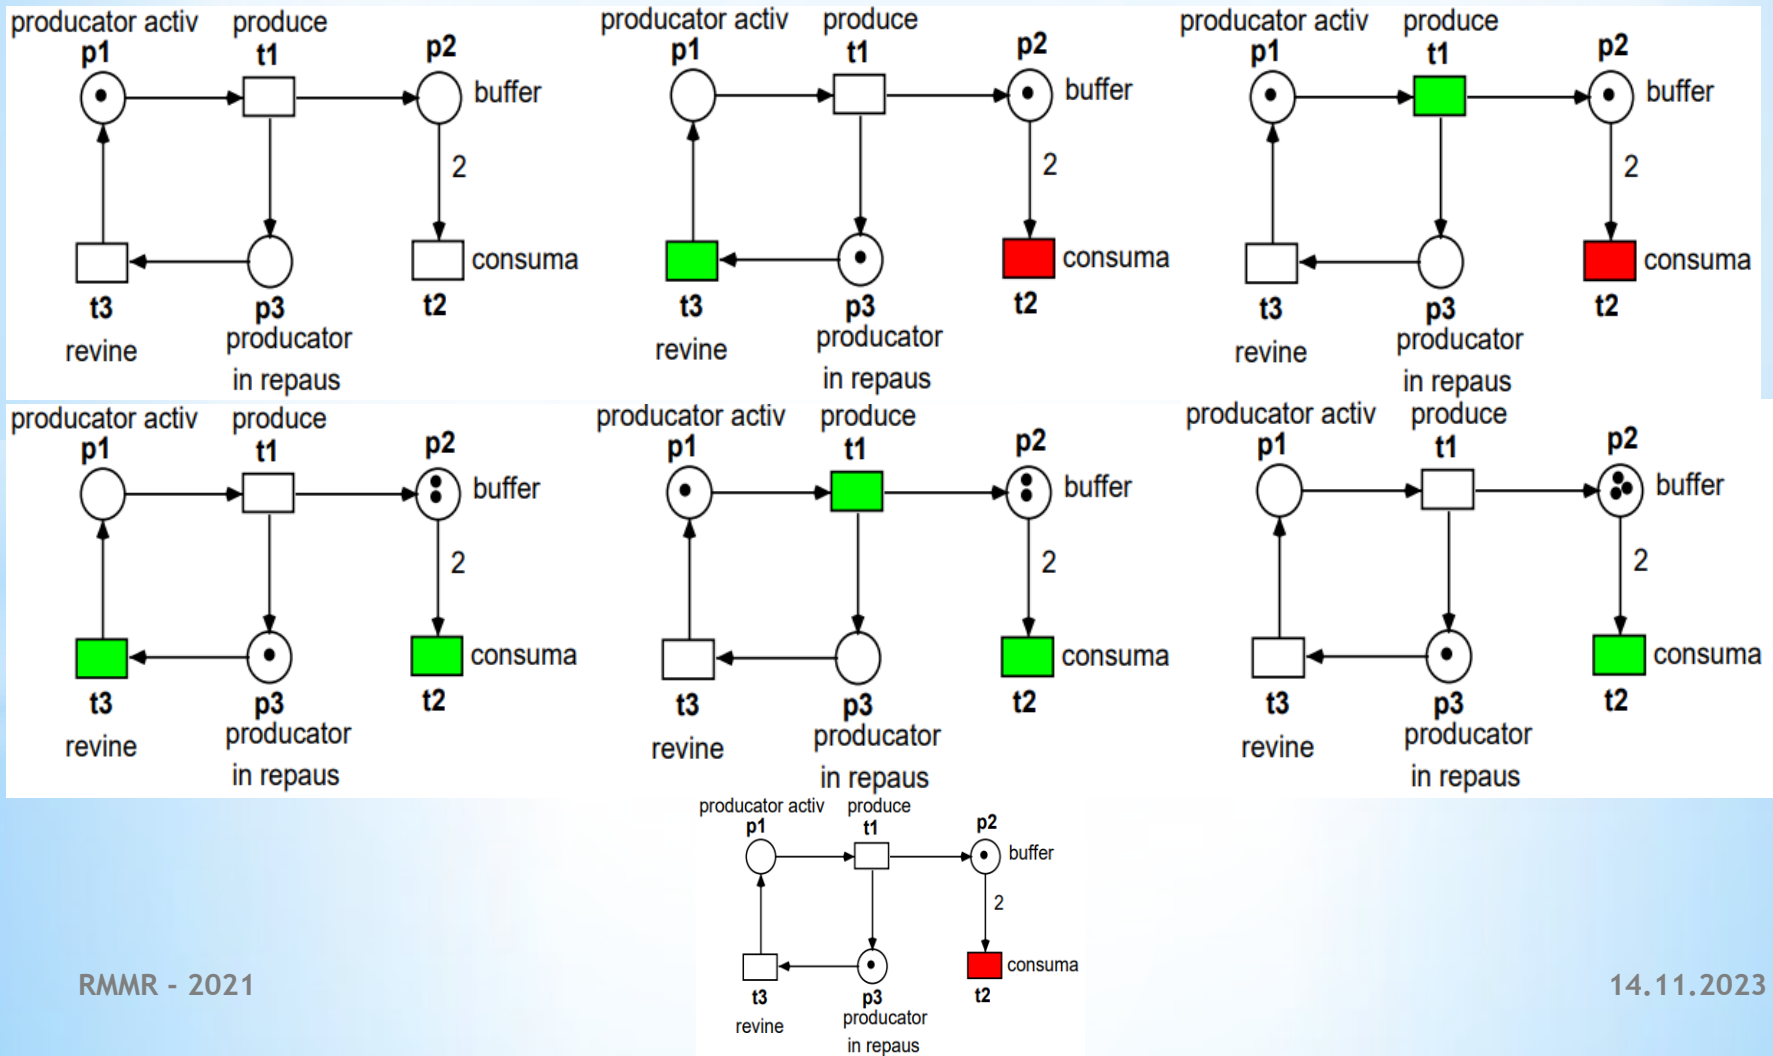 producator activ produce
p1 t1 p2
buffer
2
consuma
t3 p3 t2
revine producator
in repaus
producator activ produce
p1 t1 p2
buffer
2
consuma
t3 p3 t2
revine producator
in repaus
producator activ produce
p1 t1 p2
buffer
2
consuma
t3 p3 t2
revine producator
in repaus
producator activ produce
p1 t1 p2
buffer
2
consuma
t3 p3 t2
revine producator
in repaus
producator activ produce
p1 t1 p2
buffer
2
consuma
t3 p3 t2
revine producator
in repaus
producator activ produce
p1 t1 p2
buffer
2
consuma
t3 p3 t2
revine producator
in repaus
producator activ produce
p1 t1 p2
buffer
2
consuma
t3 p3 t2
revine producator
in repaus
RMMR - 2021
14.11.2023